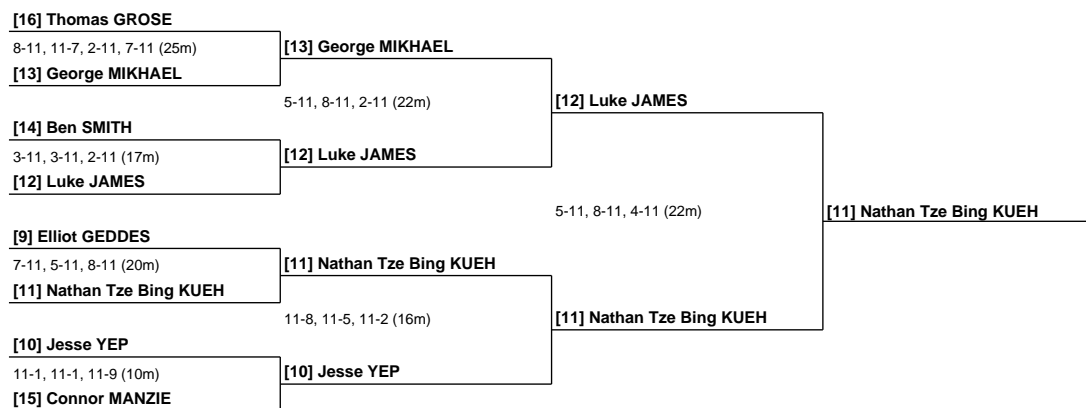 [16] Thomas GROSE
8-11, 11-7, 2-11, 7-11 (25m)
[13] George MIKHAEL
[13] George MIKHAEL
5-11, 8-11, 2-11 (22m)
[12] Luke JAMES
[14] Ben SMITH
3-11, 3-11, 2-11 (17m)
[12] Luke JAMES
[12] Luke JAMES
5-11, 8-11, 4-11 (22m)
[11] Nathan Tze Bing KUEH
[9] Elliot GEDDES
7-11, 5-11, 8-11 (20m)
[11] Nathan Tze Bing KUEH
[11] Nathan Tze Bing KUEH
11-8, 11-5, 11-2 (16m)
[11] Nathan Tze Bing KUEH
[10] Jesse YEP
11-1, 11-1, 11-9 (10m)
[10] Jesse YEP
[15] Connor MANZIE